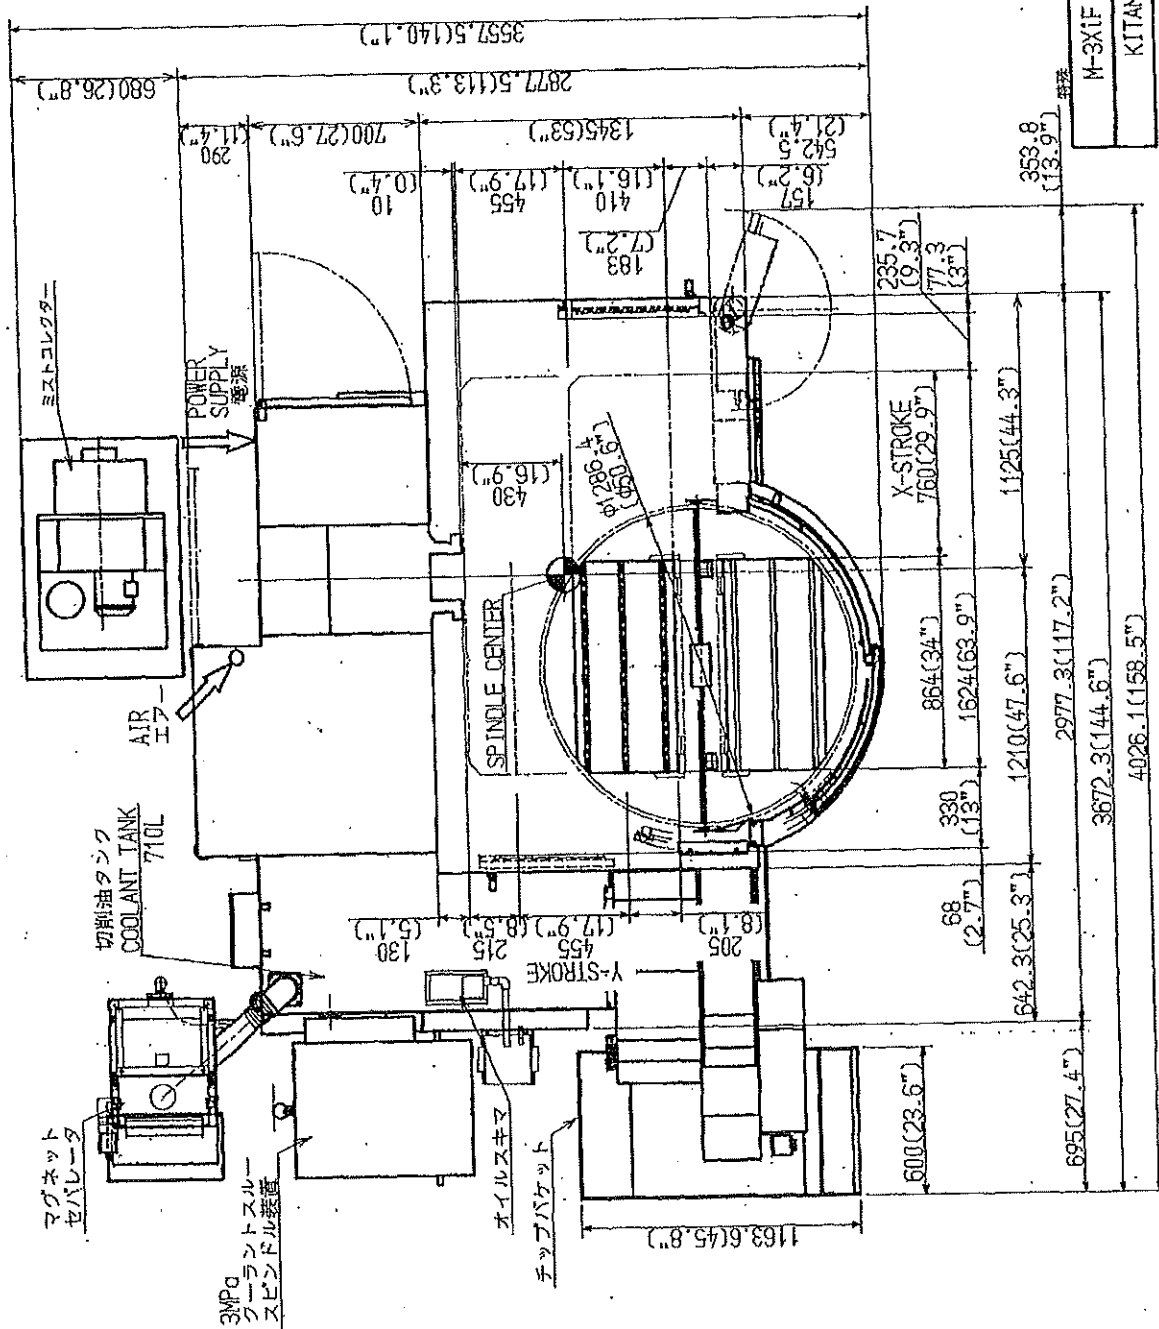 3557.5(140.1")
680(26.8")
2877.5(113.3")
290
(11.4")
700(27.6")
1345(53")
542.5
(21.4")
10
(0.4")
455
(17.9")
410
(16.1")
183
(7.2")
157
(6.2")
特殊
M-3XiF
353.8
(13.9")
235.7
(9.3")
77.3
(3")
ミストコレクター
POWER
SUPPLY
電源
AIR
エアー
430
(16.9")
φ1286.4
(φ50.6")
SPINDLE CENTER
X-STROKE
760(29.9")
1125(44.3")
864(34")
1624(63.9")
1210(47.6")
2977.3(117.2")
3672.3(144.6")
4026.1(158.5")
330
(13")
68
(2.7")
642.3(25.3")
695(27.4")
600(23.6")
切削油タンク
COOLANT TANK
710L
130
(5.1")
215
(8.5")
455
(17.9")
Y-STROKE
205
(8.1")
マグネット
セパレータ
3MPa
クーラントスルー
スピンドル装置
オイルスキマ
チップバケット
1163.6(45.8")